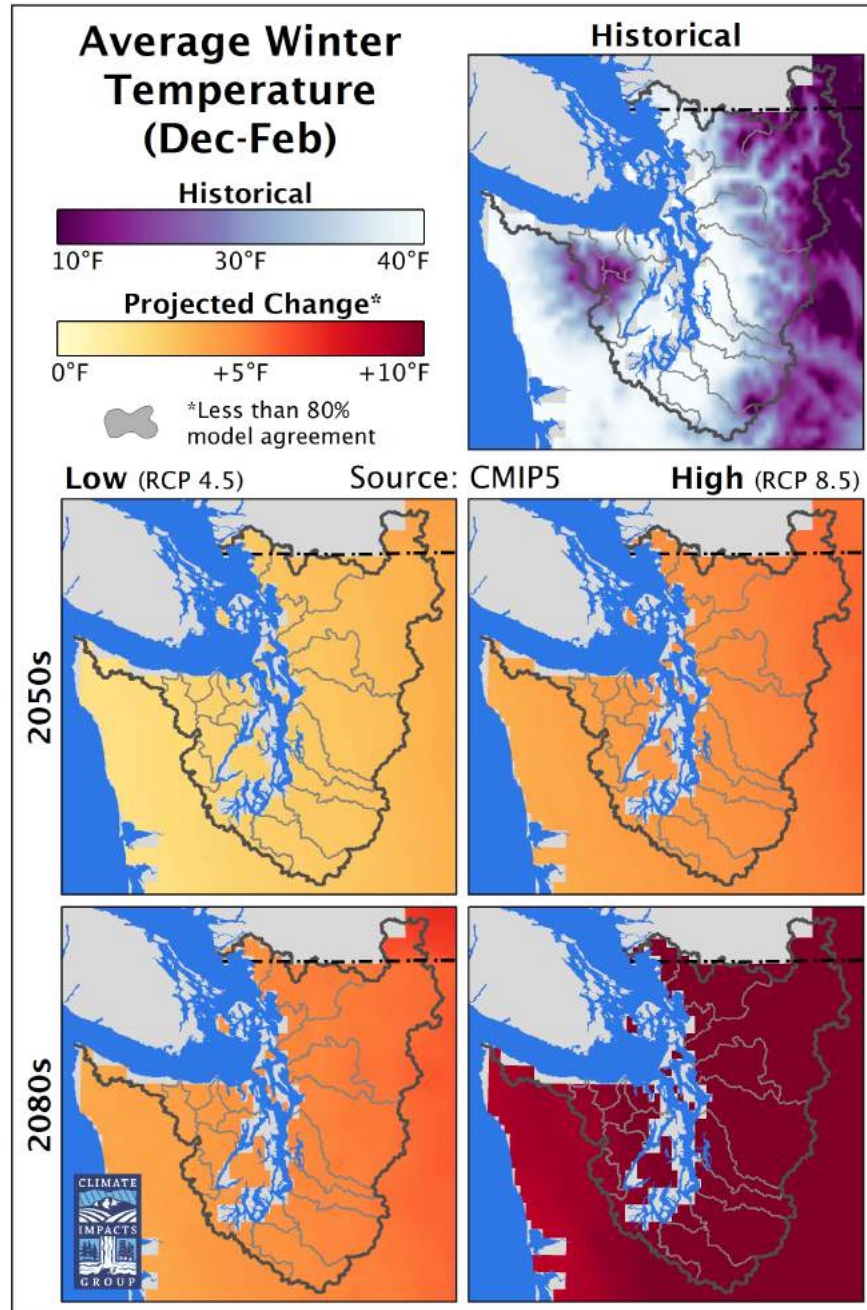 Average Winter
Temperature
(Dec-Feb)
Historical
Historical
10°F 30°F 40°F
Projected Change*
0°F +5°F +10°F
*Less than 80%
model agreement
Low (RCP 4.5) Source: CMIP5 High (RCP 8.5)
2050s
2080s
CLIMATE
IMPACTS
GROUP